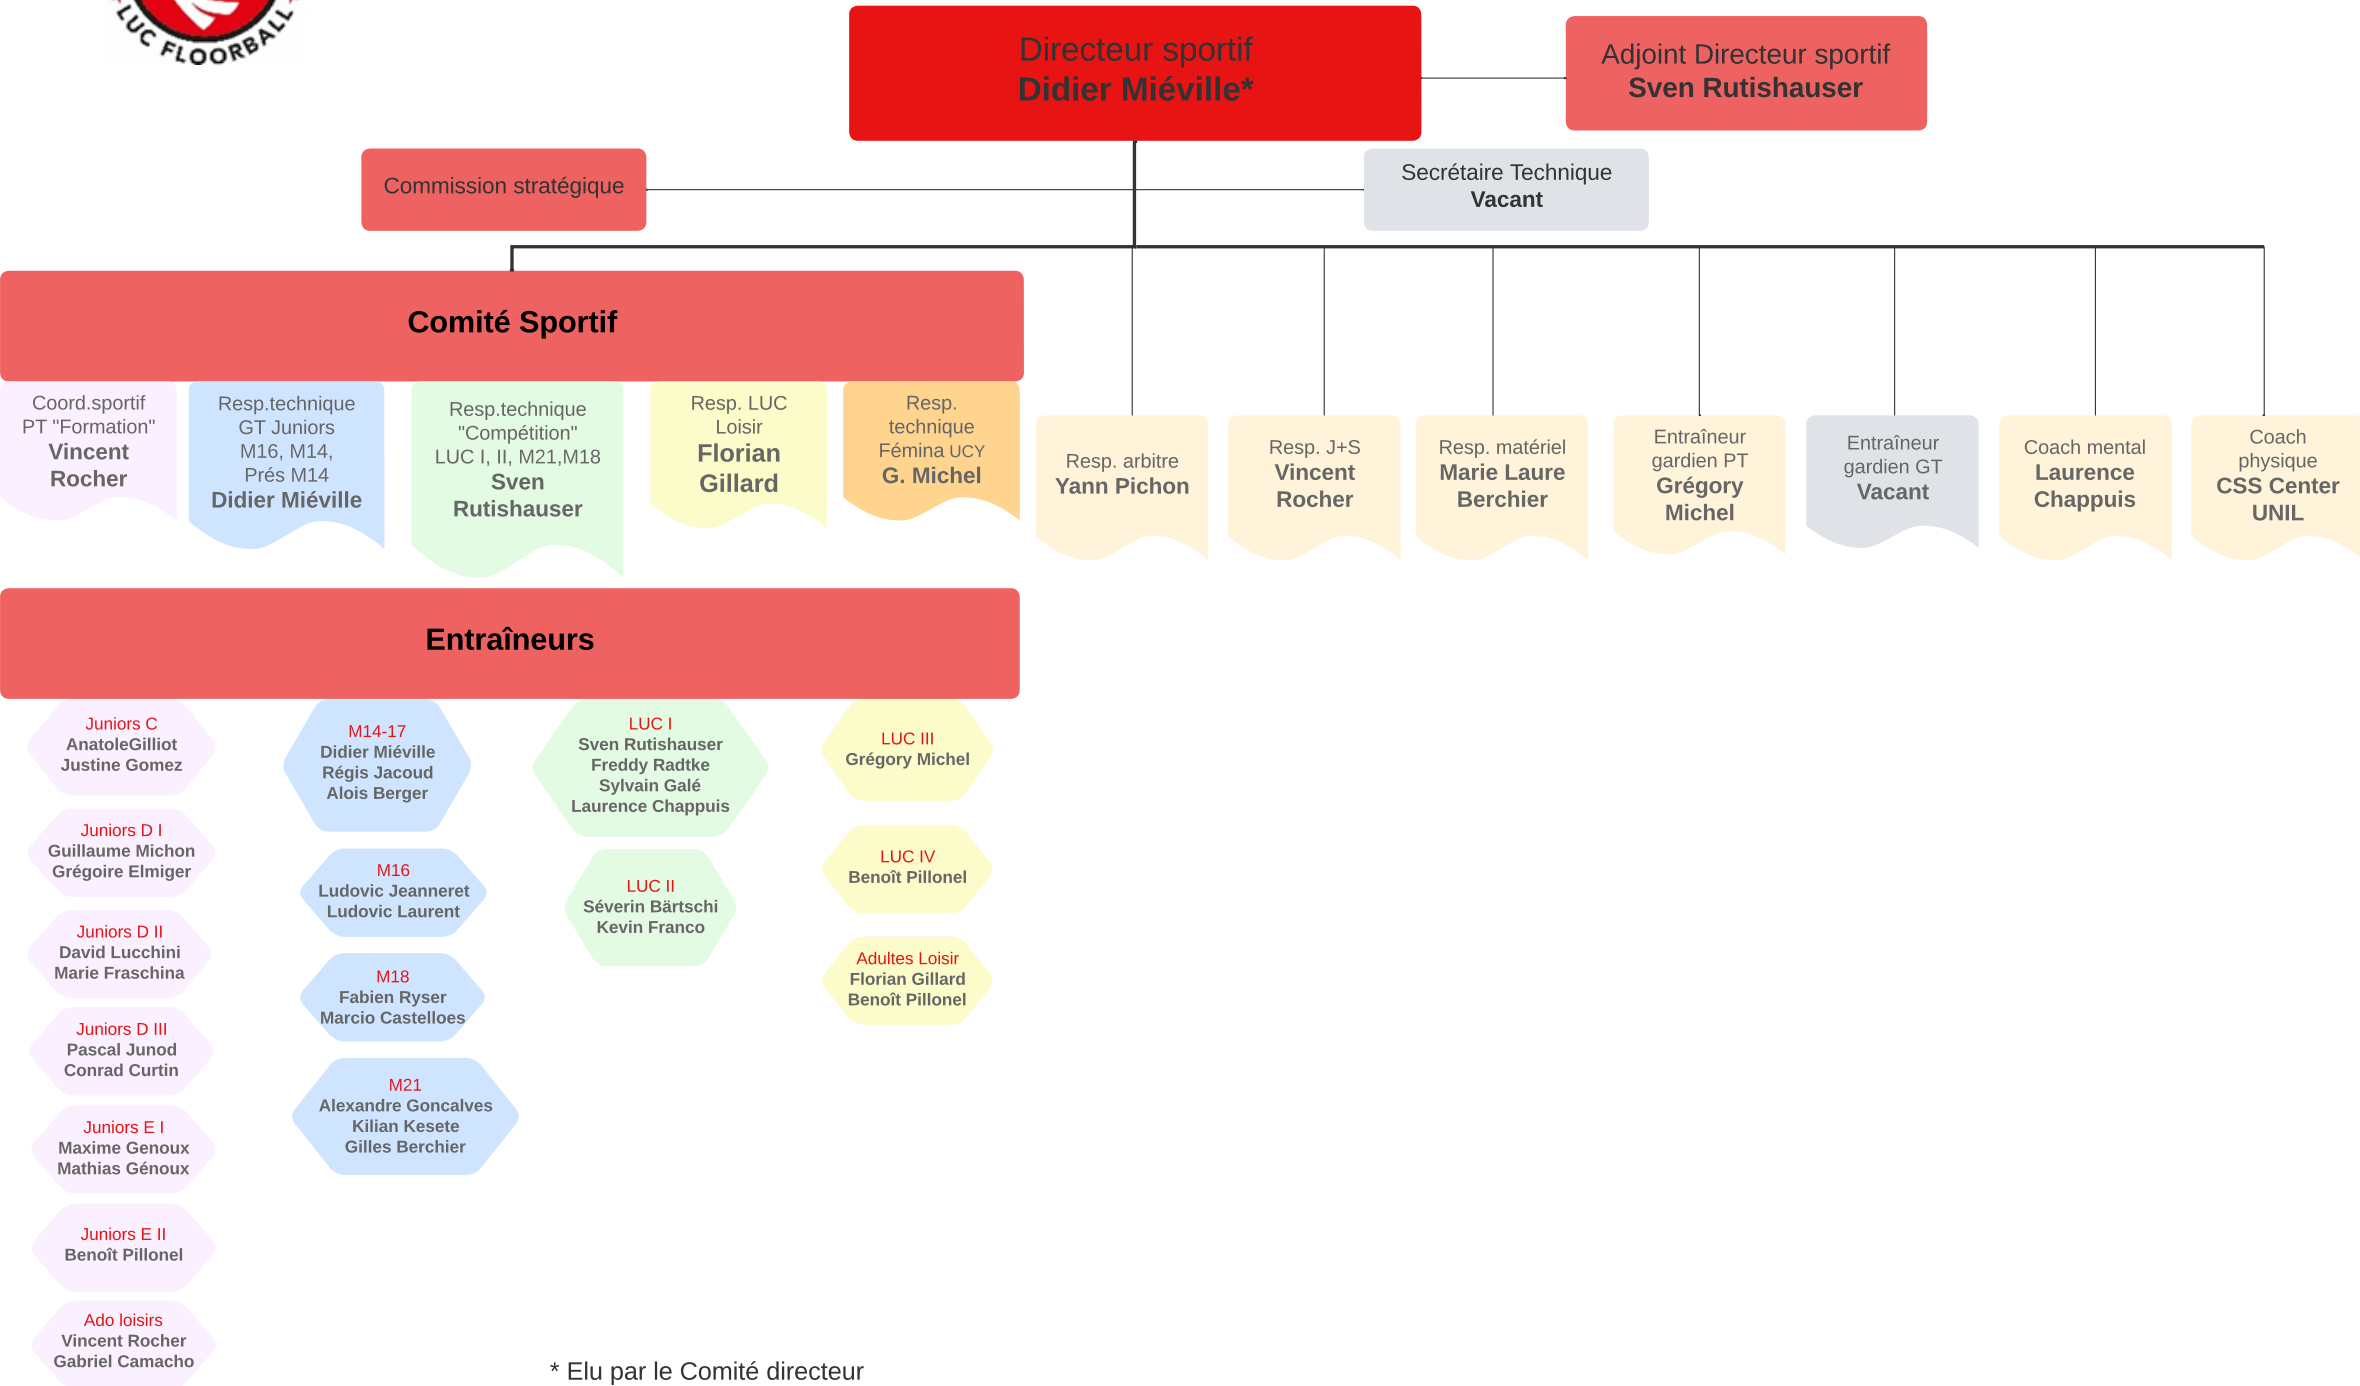 LUC FLOORBALL
Directeur sportif
Didier Miéville*
Adjoint Directeur sportif
Sven Rutishauser
Commission stratégique
Secrétaire Technique
Vacant
Comité Sportif
Coord.sportif
PT "Formation"
Vincent
Rocher
Resp.technique
GT Juniors
M16, M14,
Prés M14
Didier Miéville
Resp.technique
"Compétition"
LUC I, II, M21,M18
Sven
Rutishauser
Resp. LUC
Loisir
Florian
Gillard
Resp.
technique
Fémina UCY
G. Michel
Resp. arbitre
Yann Pichon
Resp. J+S
Vincent
Rocher
Resp. matériel
Marie Laure
Berchier
Entraîneur
gardien PT
Grégory
Michel
Entraîneur
gardien GT
Vacant
Coach mental
Laurence
Chappuis
Coach
physique
CSS Center
UNIL
Entraîneurs
Juniors C
AnatoleGilliot
Justine Gomez
Juniors D I
Guillaume Michon
Grégoire Elmiger
Juniors D II
David Lucchini
Marie Fraschina
Juniors D III
Pascal Junod
Conrad Curtin
Juniors E I
Maxime Genoux
Mathias Génoux
Juniors E II
Benoît Pillonel
Ado loisirs
Vincent Rocher
Gabriel Camacho
M14-17
Didier Miéville
Régis Jacoud
Alois Berger
M16
Ludovic Jeanneret
Ludovic Laurent
M18
Fabien Ryser
Marcio Castelloes
M21
Alexandre Goncalves
Kilian Kesete
Gilles Berchier
LUC I
Sven Rutishauser
Freddy Radtke
Sylvain Galé
Laurence Chappuis
LUC II
Séverin Bärtschi
Kevin Franco
LUC III
Grégory Michel
LUC IV
Benoît Pillonel
Adultes Loisir
Florian Gillard
Benoît Pillonel
* Elu par le Comité directeur